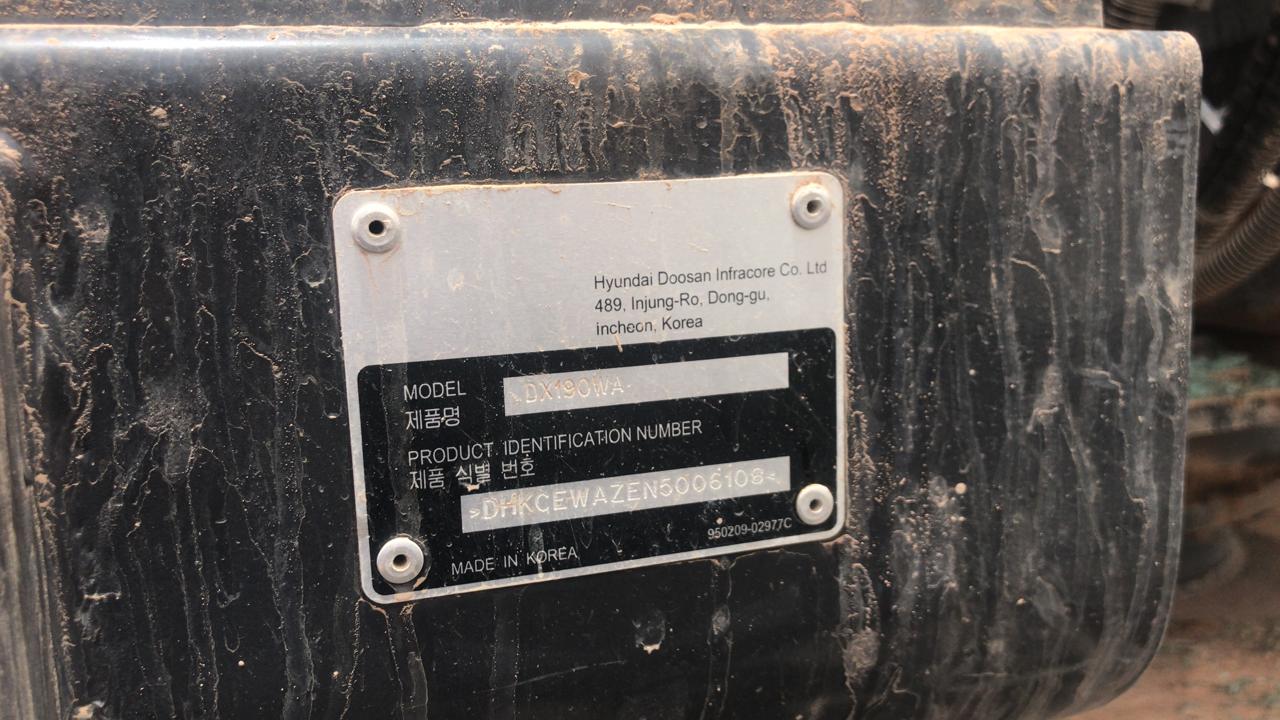 Hyundai Doosan Infracore Co. Ltd
489, Injung-Ro, Dong-gu,
incheon, Korea
MODEL DX190WA
제품명
PRODUCT IDENTIFICATION NUMBER
제품 식별 번호
>DHKCEWAZEN5006108<
950209-02977C
MADE IN KOREA